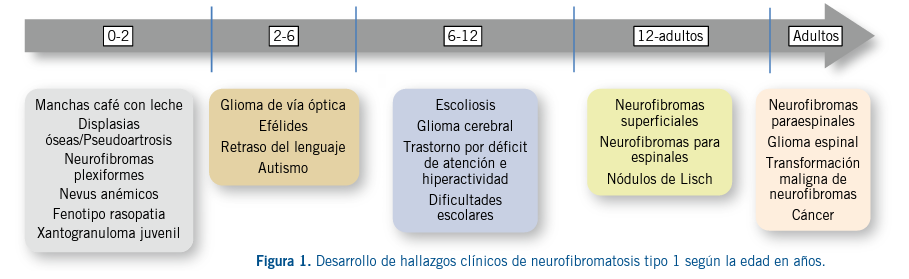 0-2
2-6
6-12
12-adultos
Adultos
Manchas café con leche
Displasias
óseas/Pseudoartrosis
Neurofibromas
plexiformes
Nevus anémicos
Fenotipo rasopatia
Xantogranuloma juvenil
Glioma de vía óptica
Efélides
Retraso del lenguaje
Autismo
Escoliosis
Glioma cerebral
Trastorno por déficit
de atención e
hiperactividad
Dificultades
escolares
Neurofibromas
superficiales
Neurofibromas para
espinales
Nódulos de Lisch
Neurofibromas
paraespinales
Glioma espinal
Transformación
maligna de
neurofibromas
Cáncer
Figura 1. Desarrollo de hallazgos clínicos de neurofibromatosis tipo 1 según la edad en años.